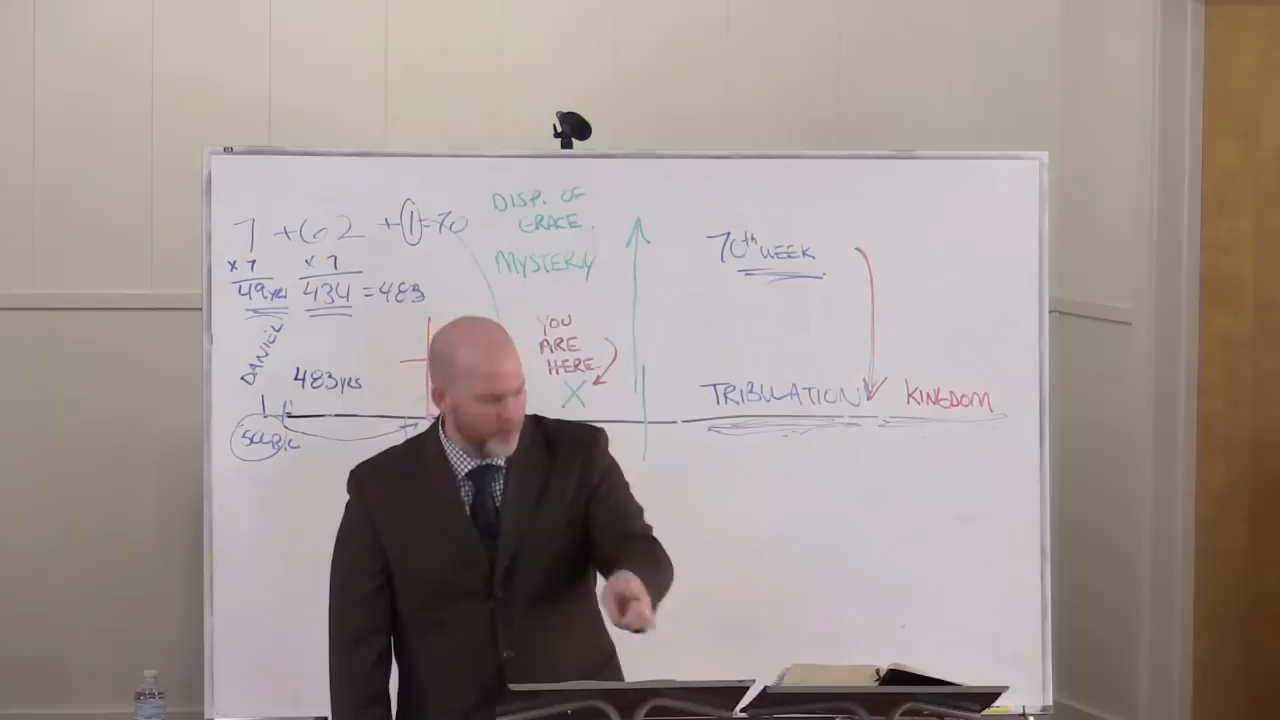 7 +62 +1=70
×7 ×7
49yrs 434 =483
DANIEL
483yrs
DISP. OF
GRACE.
MYSTERY
YOU
ARE
HERE
X
70th WEEK
TRIBULATION
KINGDOM